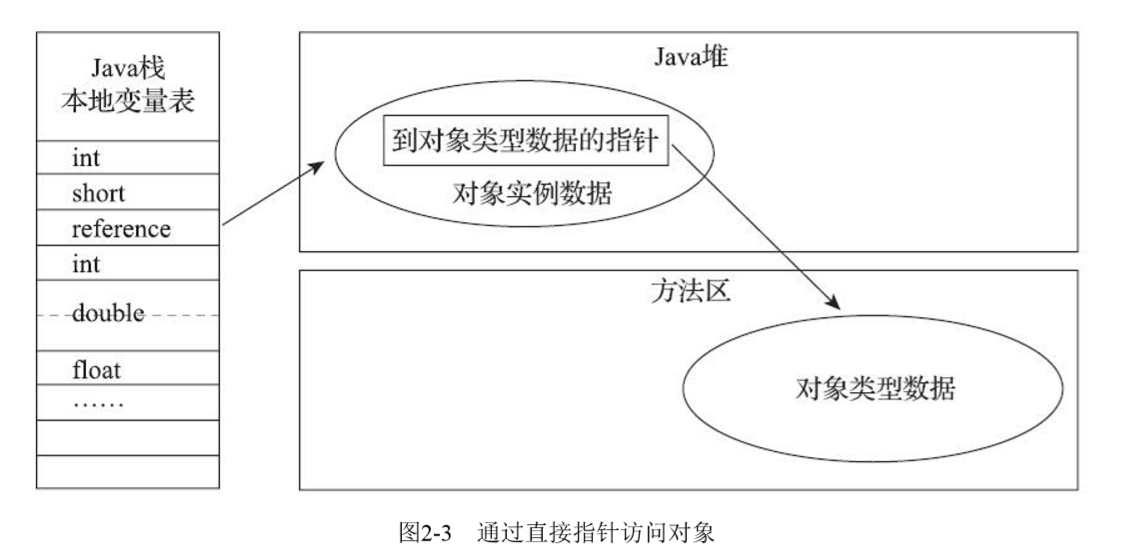 Java栈
本地变量表
int
short
reference
int
double
float
……
Java堆
到对象类型数据的指针
对象实例数据
方法区
对象类型数据
图2-3 通过直接指针访问对象